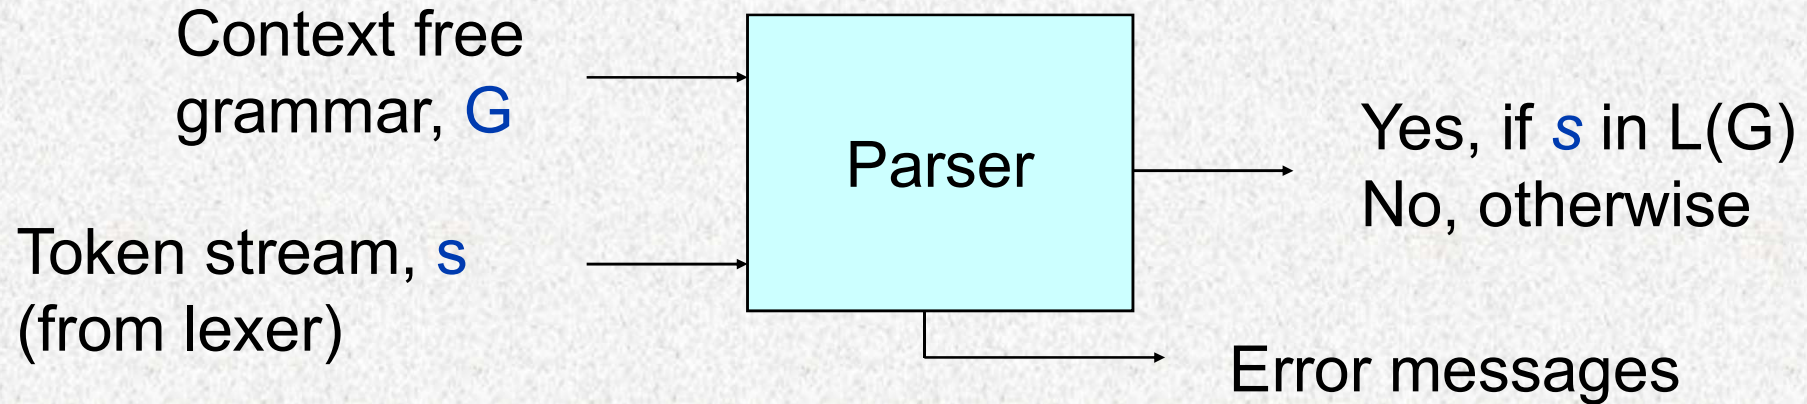 Context free
grammar, G
Token stream, s
(from lexer)
Parser
Yes, if s in L(G)
No, otherwise
Error messages